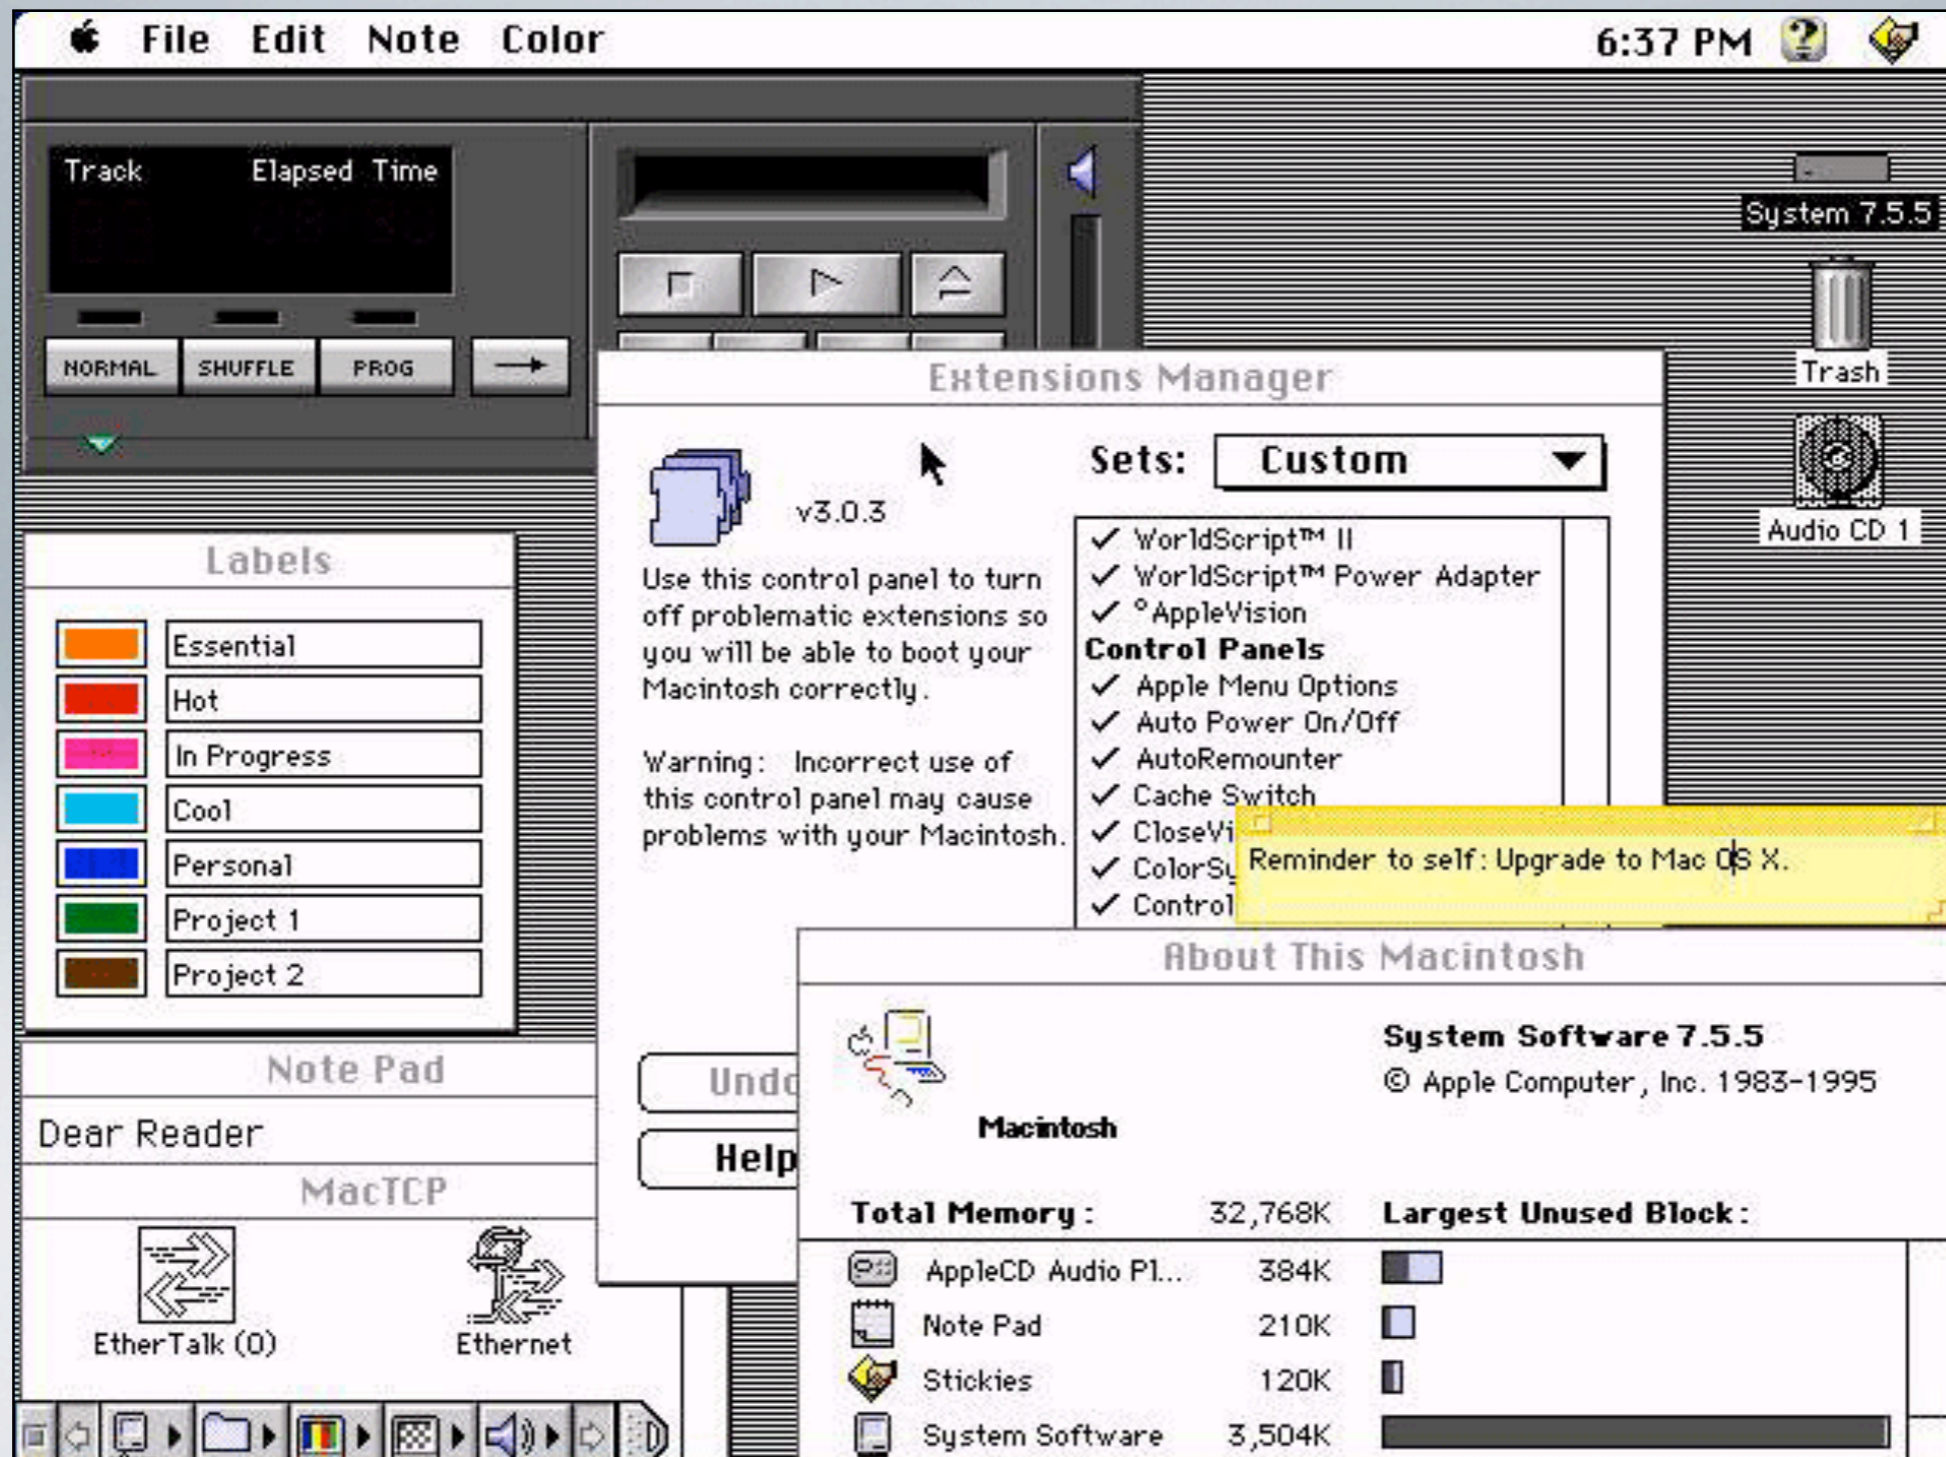 File Edit Note Color 6:37 PM
Track Elapsed Time
NORMAL SHUFFLE PROG
System 7.5.5
Trash
Audio CD 1
Extensions Manager
v3.0.3
Sets: Custom
Use this control panel to turn
off problematic extensions so
you will be able to boot your
Macintosh correctly.
Warning: Incorrect use of
this control panel may cause
problems with your Macintosh.
WorldScript™ II
WorldScript™ Power Adapter
°AppleVision
Control Panels
Apple Menu Options
Auto Power On/Off
AutoRemounter
Cache Switch
CloseVi
ColorSy
Control
Undo
Help
Reminder to self: Upgrade to Mac OS X.
Labels
Essential
Hot
In Progress
Cool
Personal
Project 1
Project 2
Note Pad
Dear Reader
MacTCP
EtherTalk (0) Ethernet
About This Macintosh
System Software 7.5.5
© Apple Computer, Inc. 1983-1995
Macintosh
Total Memory: 32,768K Largest Unused Block:
AppleCD Audio Pl... 384K
Note Pad 210K
Stickies 120K
System Software 3,504K